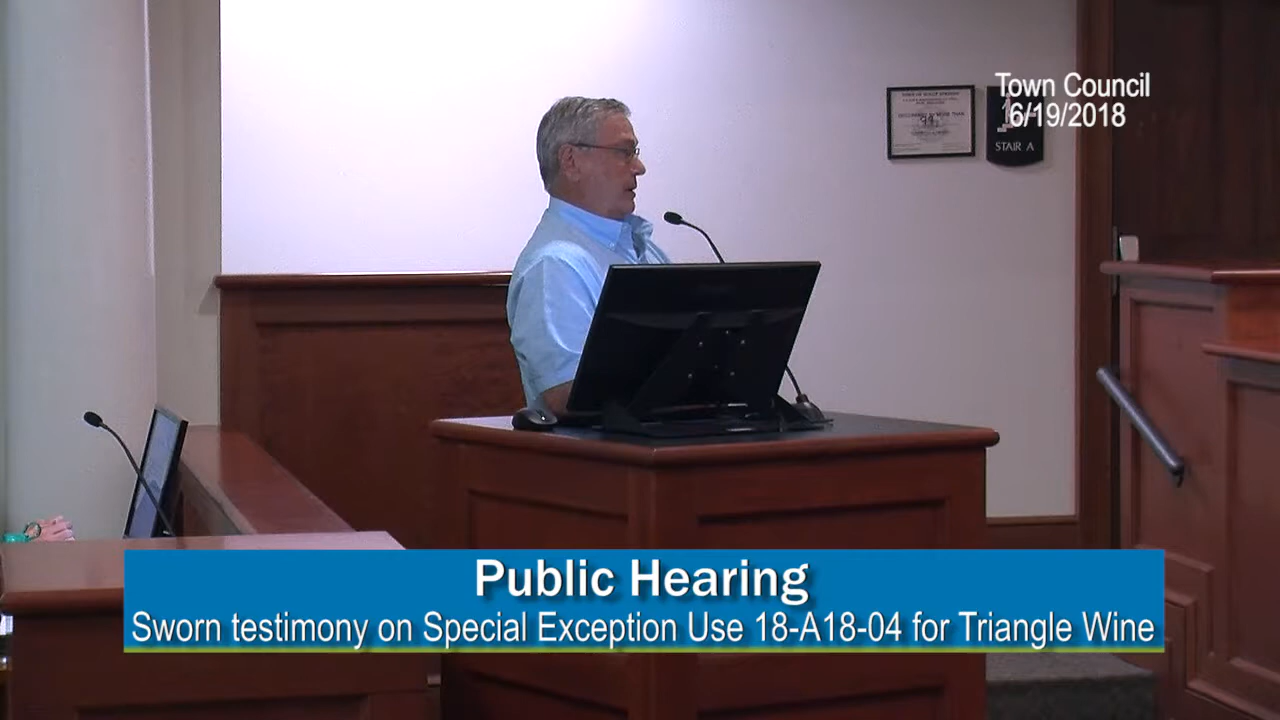 Town Council
6/19/2018
STAIR A
Public Hearing
Sworn testimony on Special Exception Use 18-A18-04 for Triangle Wine